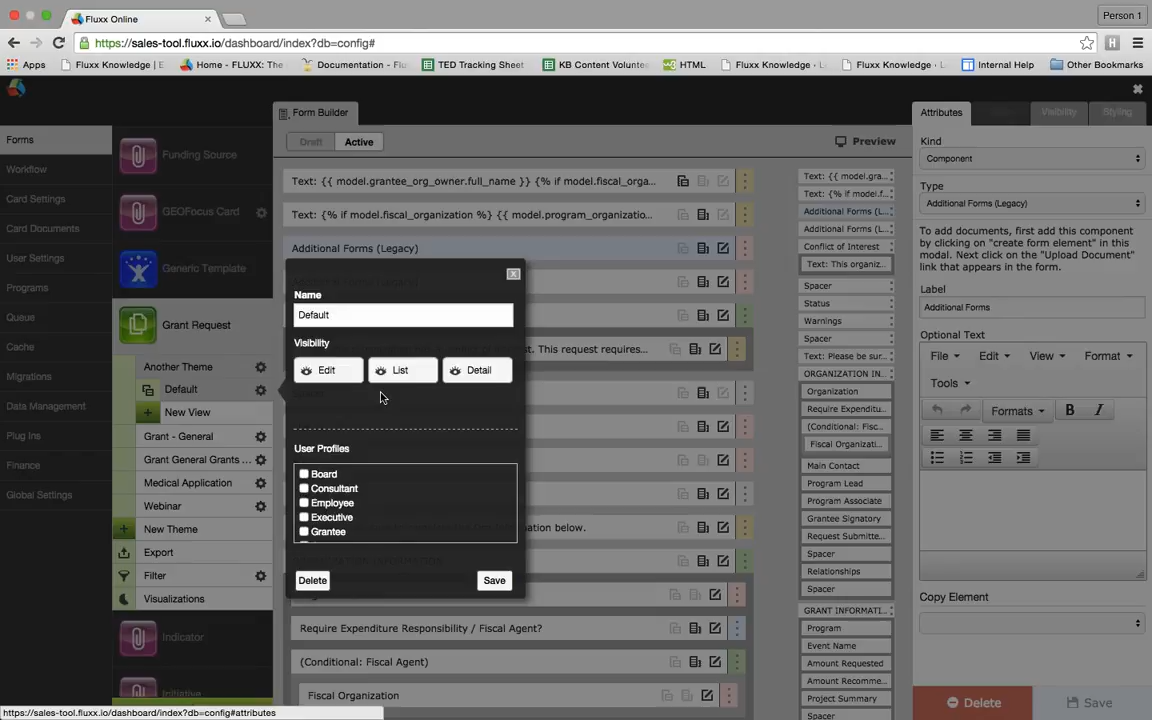 Fluxx Online
Person 1
https://sales-tool.fluxx.io/dashboard/index?db=config#
Apps
Fluxx Knowledge | E
Home - FLUXX: The
Documentation - Flu
TED Tracking Sheet
KB Content Voluntee
HTML
Fluxx Knowledge - L
Fluxx Knowledge - L
Internal Help
Other Bookmarks
Forms
Workflow
Card Settings
Card Documents
User Settings
Programs
Queue
Cache
Migrations
Data Management
Plug Ins
Finance
Global Settings
Funding Source
GEOFocus Card
Generic Template
Grant Request
Another Theme
Default
New View
Grant - General
Grant General Grants ...
Medical Application
Webinar
New Theme
Export
Filter
Visualizations
Indicator
Initiative
Form Builder
Draft
Active
Preview
Text: {{ model.grantee_org_owner.full_name }} {% if model.fiscal_orga...
Text: {% if model.fiscal_organization %} {{ model.program_organizatio...
Additional Forms (Legacy)
t. This request requires...
mation below.
Require Expenditure Responsibility / Fiscal Agent?
(Conditional: Fiscal Agent)
Fiscal Organization
Name
Default
Visibility
Edit
List
Detail
User Profiles
Board
Consultant
Employee
Executive
Grantee
Delete
Save
Text: {{ model.gra...
Text: {% if model.f...
Additional Forms (L...
Additional Forms (L...
Conflict of Interest
Text: This organiz...
Spacer
Status
Warnings
Spacer
Text: Please be sur...
ORGANIZATION IN...
Organization
Require Expenditu...
(Conditional: Fisc...
Fiscal Organizati...
Main Contact
Program Lead
Program Associate
Grantee Signatory
Request Submitte...
Spacer
Relationships
Spacer
GRANT INFORMATI...
Program
Event Name
Amount Requested
Amount Recomme...
Project Summary
Spacer
Attributes
Visibility
Styling
Kind
Component
Type
Additional Forms (Legacy)
To add documents, first add this component
by clicking on "create form element" in this
modal. Next click on the "Upload Document"
link that appears in the form.
Label
Additional Forms
Optional Text
File
Edit
View
Format
Tools
Formats
B
I
Copy Element
Delete
Save
https://sales-tool.fluxx.io/dashboard/index?db=config#attributes